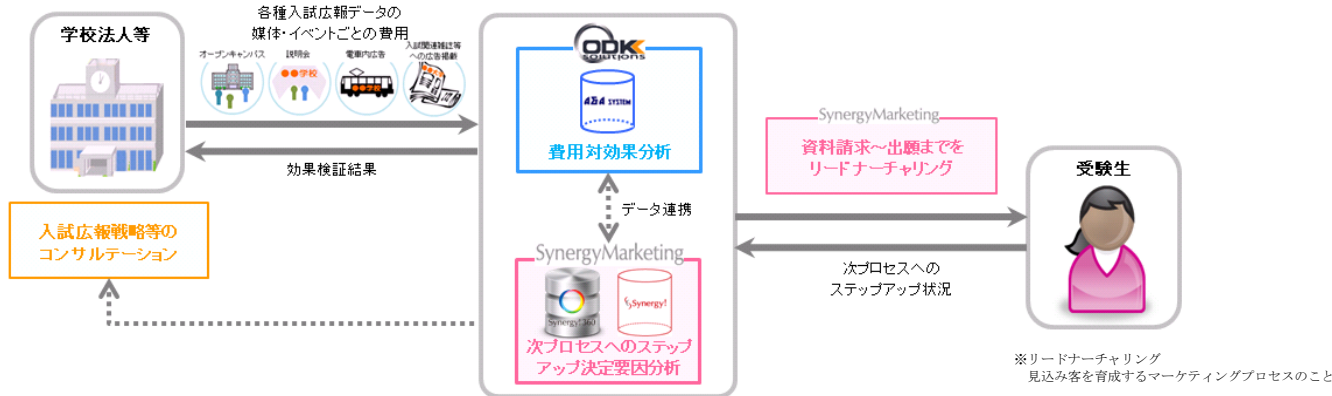 学校法人等
各種入試広報データの
媒体・イベントごとの費用
オープンキャンパス
説明会
●●学校
電車内広告
●●学校
入試関連雑誌等
への広告掲載
効果検証結果
入試広報戦略等の
コンサルテーション
ODK
SOLUTIONS
SYSTEM
費用対効果分析
データ連携
SynergyMarketing
Synergy!360
Synergy!
次プロセスへのステップ
アップ決定要因分析
SynergyMarketing
資料請求～出願までを
リードナーチャリング
次プロセスへの
ステップアップ状況
受験生
※リードナーチャリング
見込み客を育成するマーケティングプロセスのこと